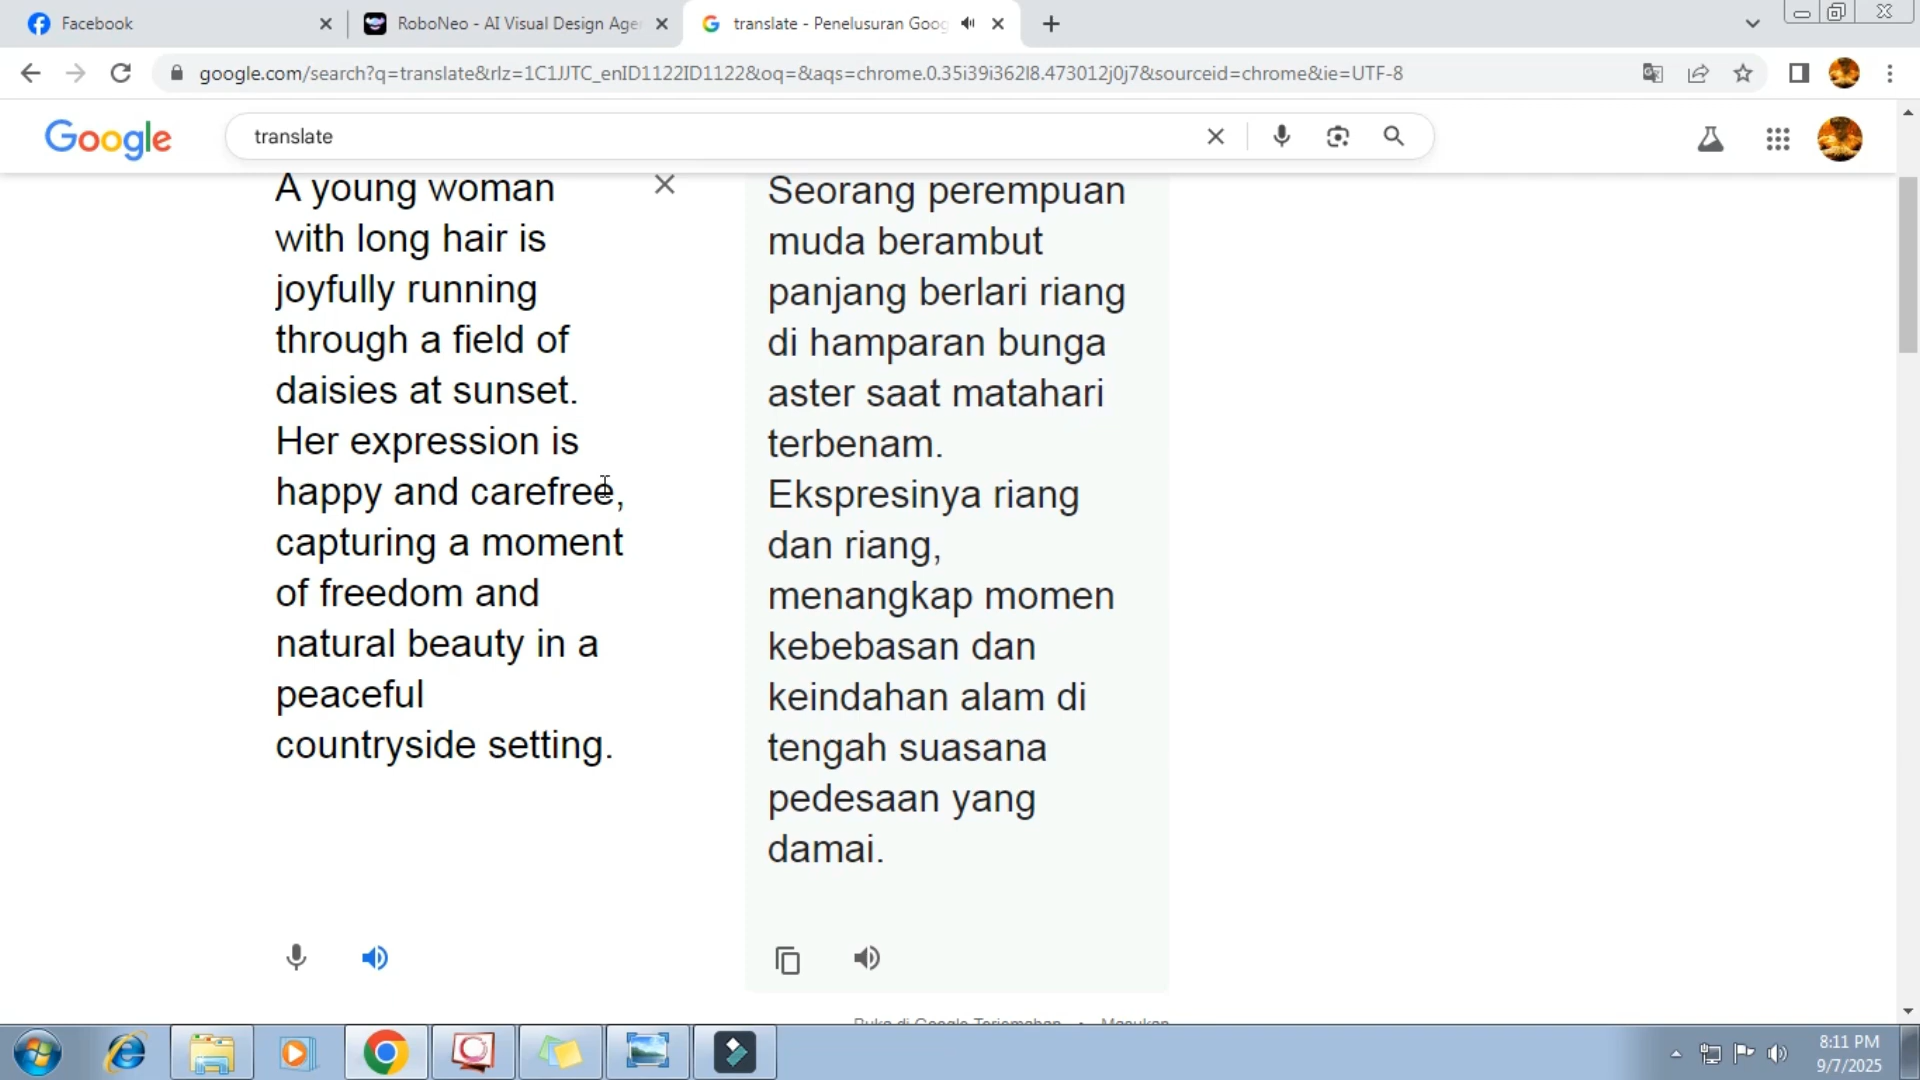 Facebook
RoboNeo - AI Visual Design Age
translate - Penelusuran Goog
google.com/search?q=translate&rlz=1C1JJTC_enID1122ID1122&oq=&aqs=chrome.0.35i39i362l8.473012j0j7&sourceid=chrome&ie=UTF-8
Google
translate
A young woman
with long hair is
joyfully running
through a field of
daisies at sunset.
Her expression is
happy and carefree,
capturing a moment
of freedom and
natural beauty in a
peaceful
countryside setting.
Seorang perempuan
muda berambut
panjang berlari riang
di hamparan bunga
aster saat matahari
terbenam.
Ekspresinya riang
dan riang,
menangkap momen
kebebasan dan
keindahan alam di
tengah suasana
pedesaan yang
damai.
Buka di Google Terjemahan • Masukan
8:11 PM
9/7/2025